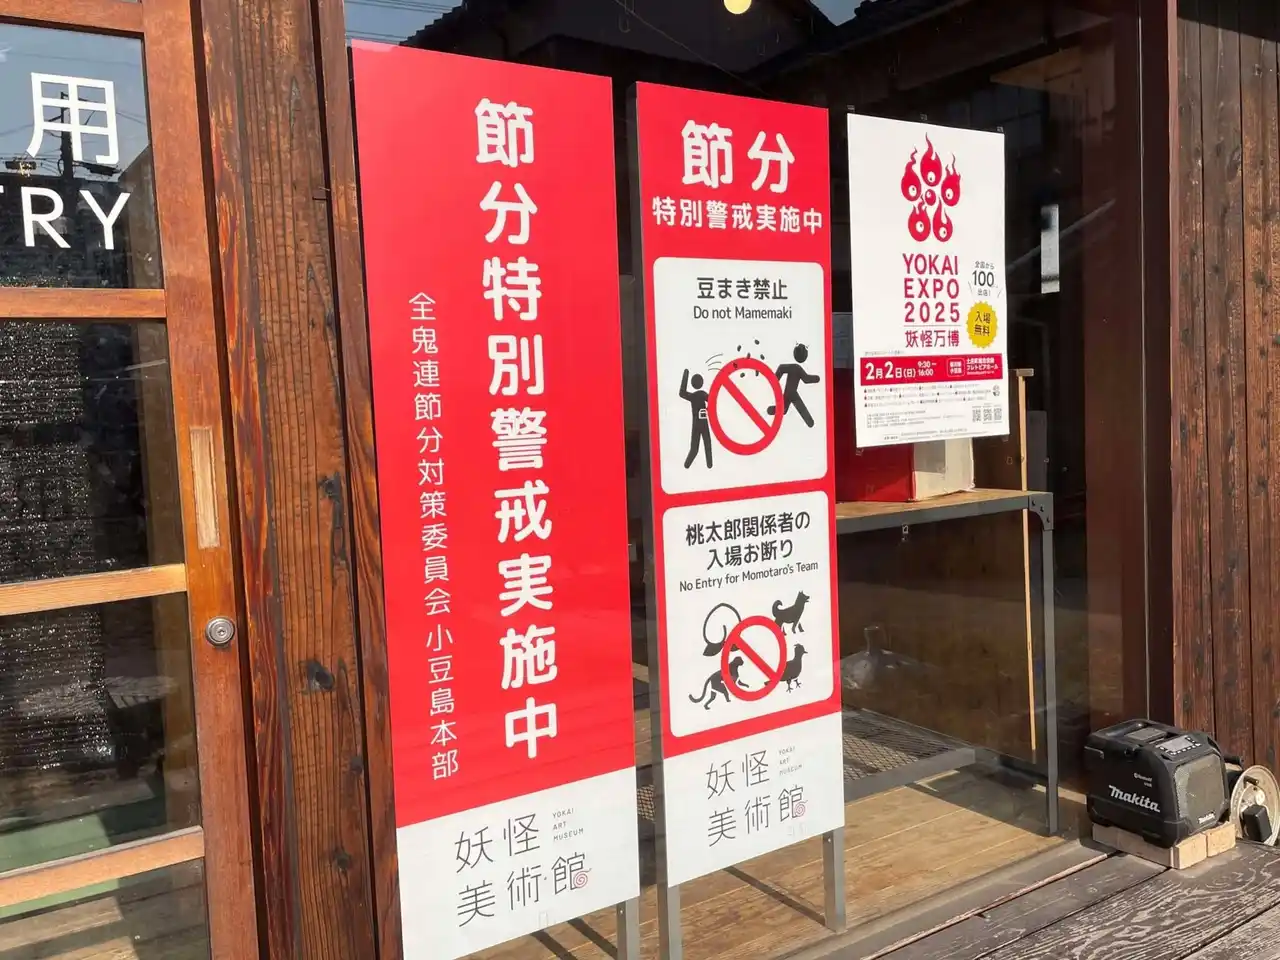 用
TRY
節分特別警戒実施中
全鬼連節分対策委員会小豆島本部
妖怪
美術館
YOKAI
ART
MUSEUM
節分
特別警戒実施中
豆まき禁止
Do not Mamemaki
桃太郎関係者の
入場お断り
No Entry for Momotaro's Team
妖怪
美術館
YOKAI
ART
MUSEUM
YOKAI
EXPO
2025
妖怪万博
全国から
100
入場
無料
2月2日(日)
9:30~
16:00
makita